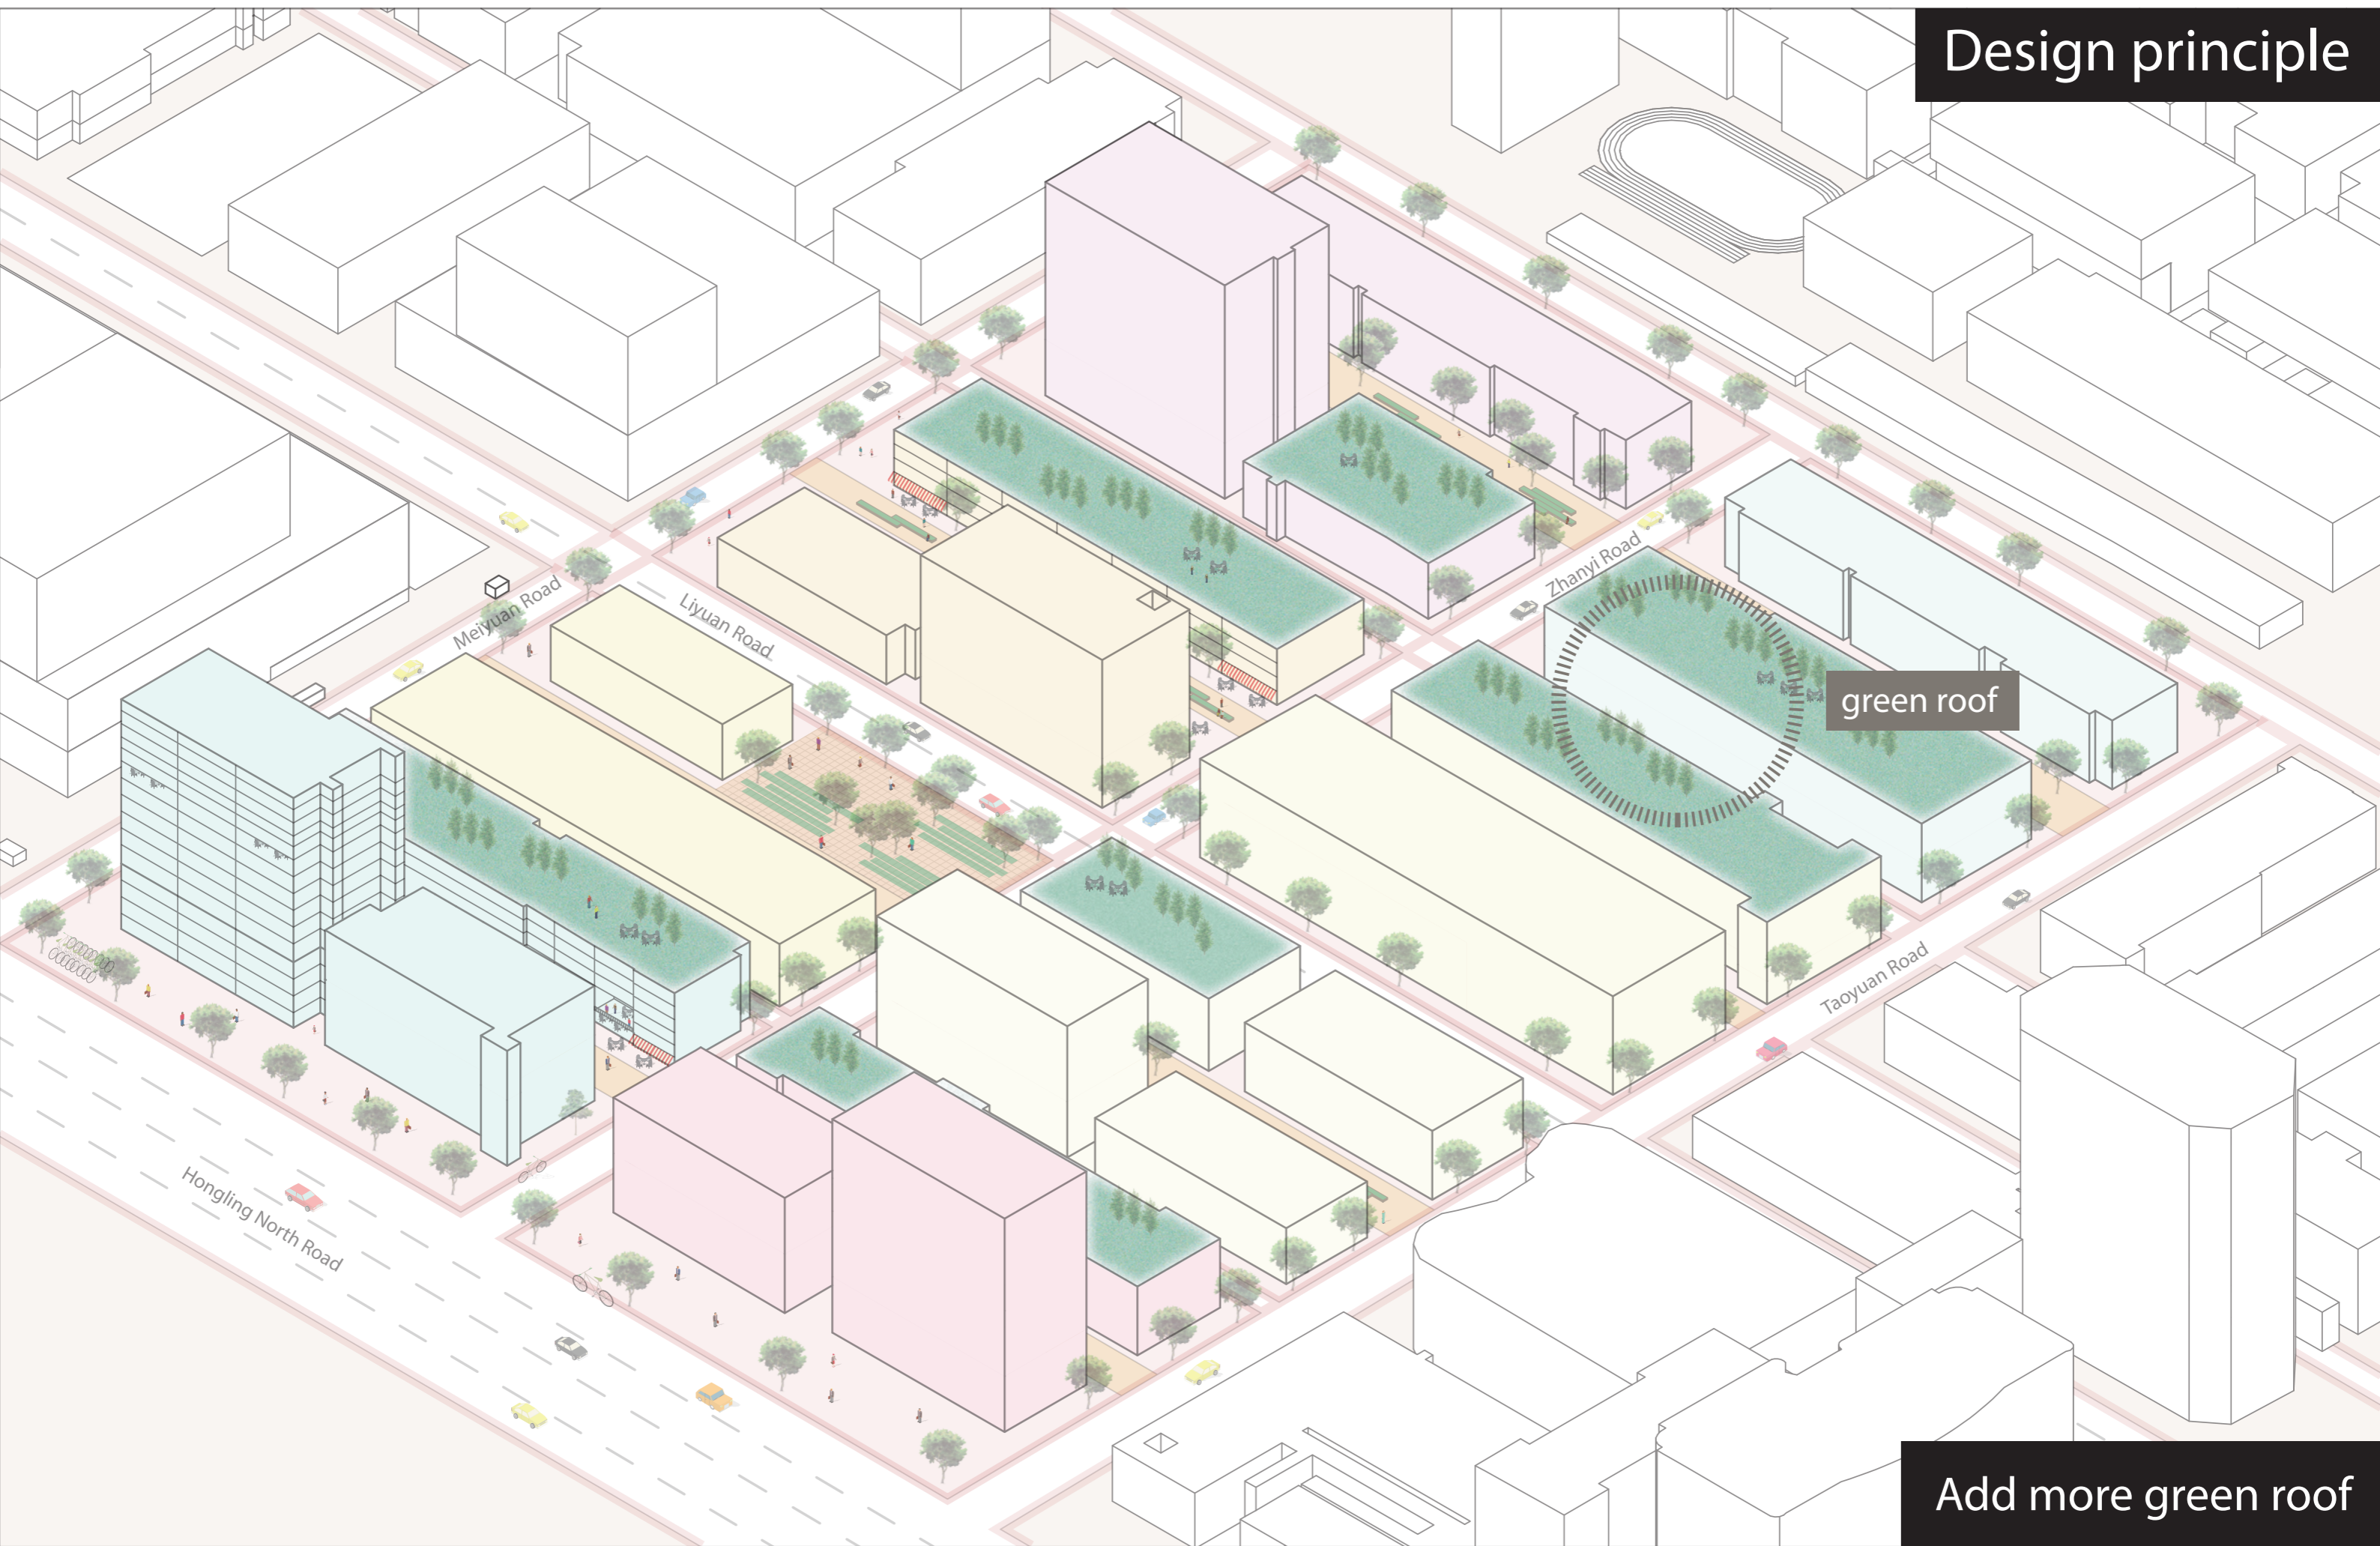 Design principle
Zhanyi Road
Meiyuan Road
Liyuan Road
green roof
Taoyuan Road
Hongling North Road
Add more green roof